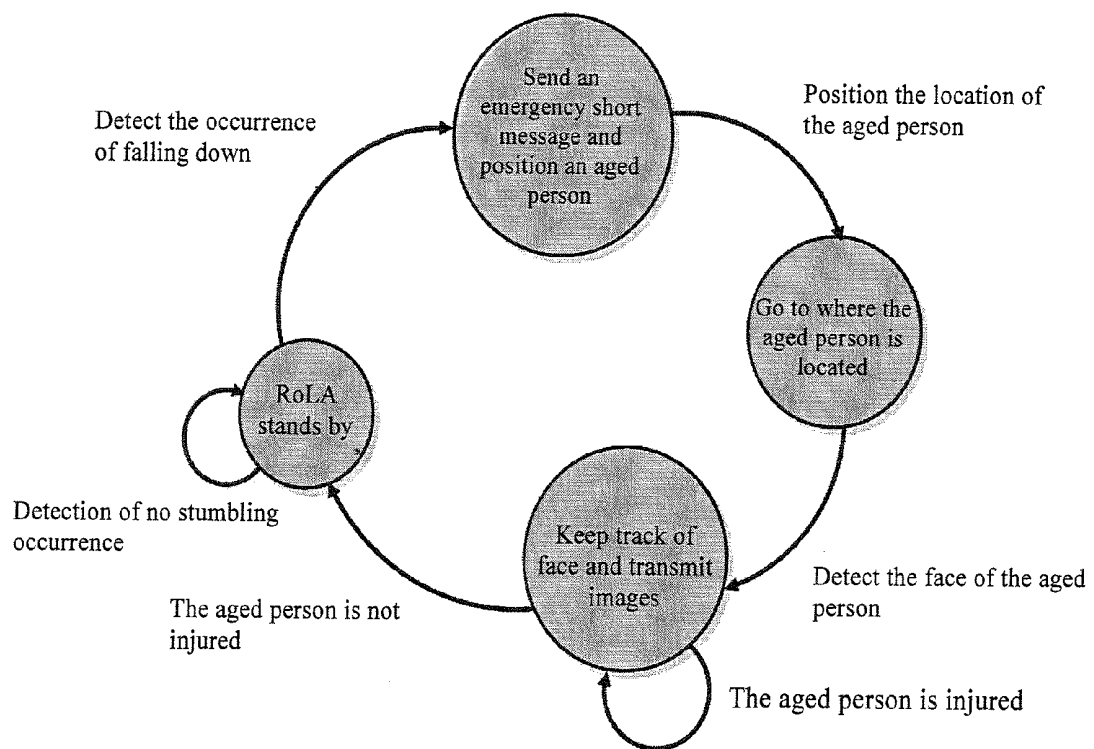 Send an
emergency short
message and
position an aged
person
Position the location of
the aged person
Detect the occurrence
of falling down
Go to where the
aged person is
located
RoLA
stands by
Detection of no stumbling
occurrence
Keep track of
face and transmit
images
Detect the face of the aged
person
The aged person is not
injured
The aged person is injured